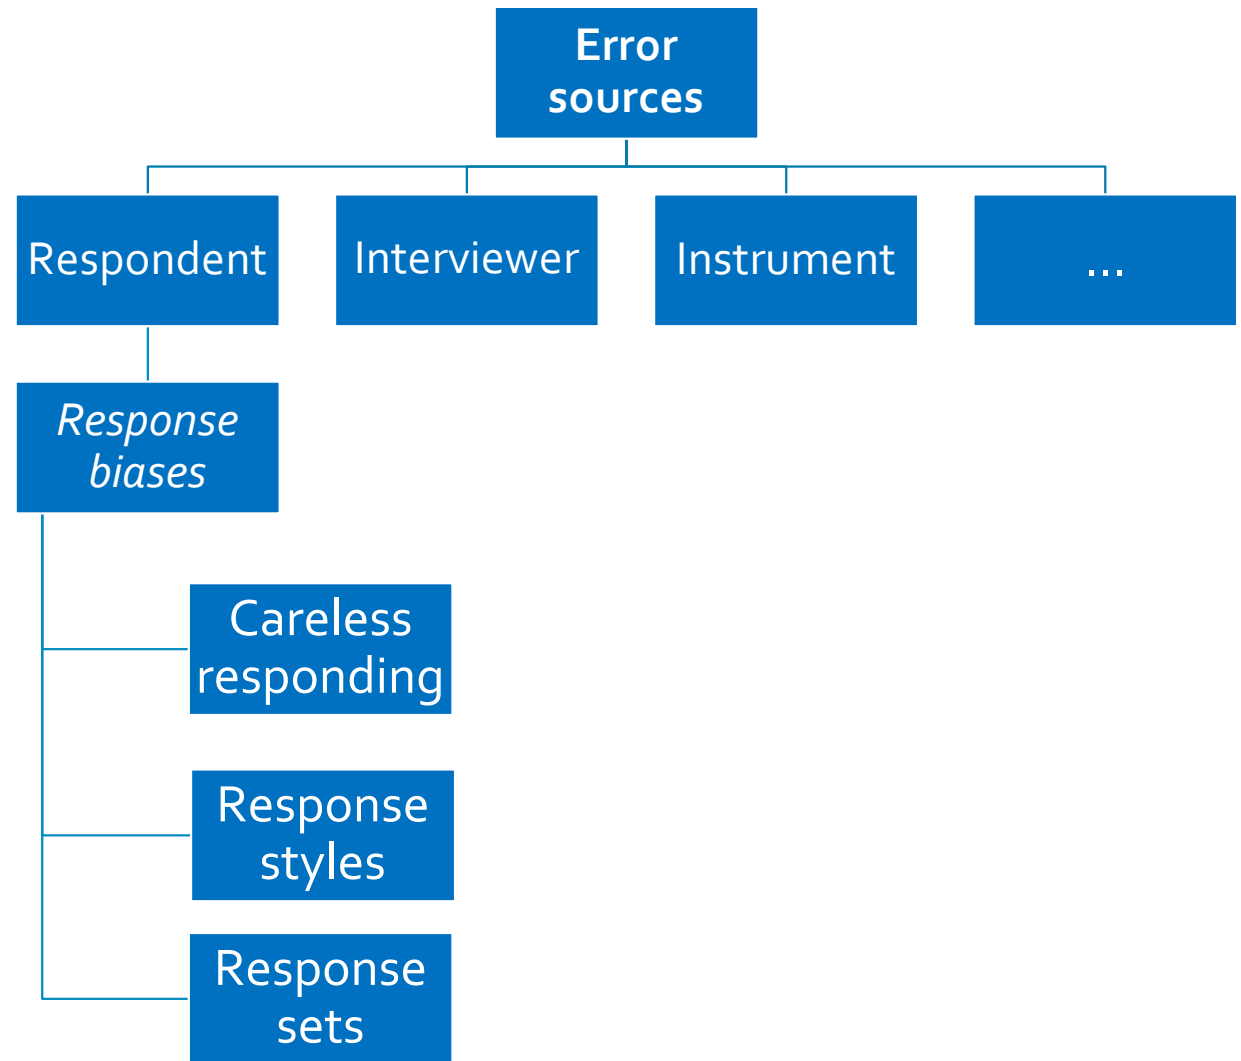 Error
sources
Respondent
Interviewer
Instrument
...
Response
biases
Careless
responding
Response
styles
Response
sets